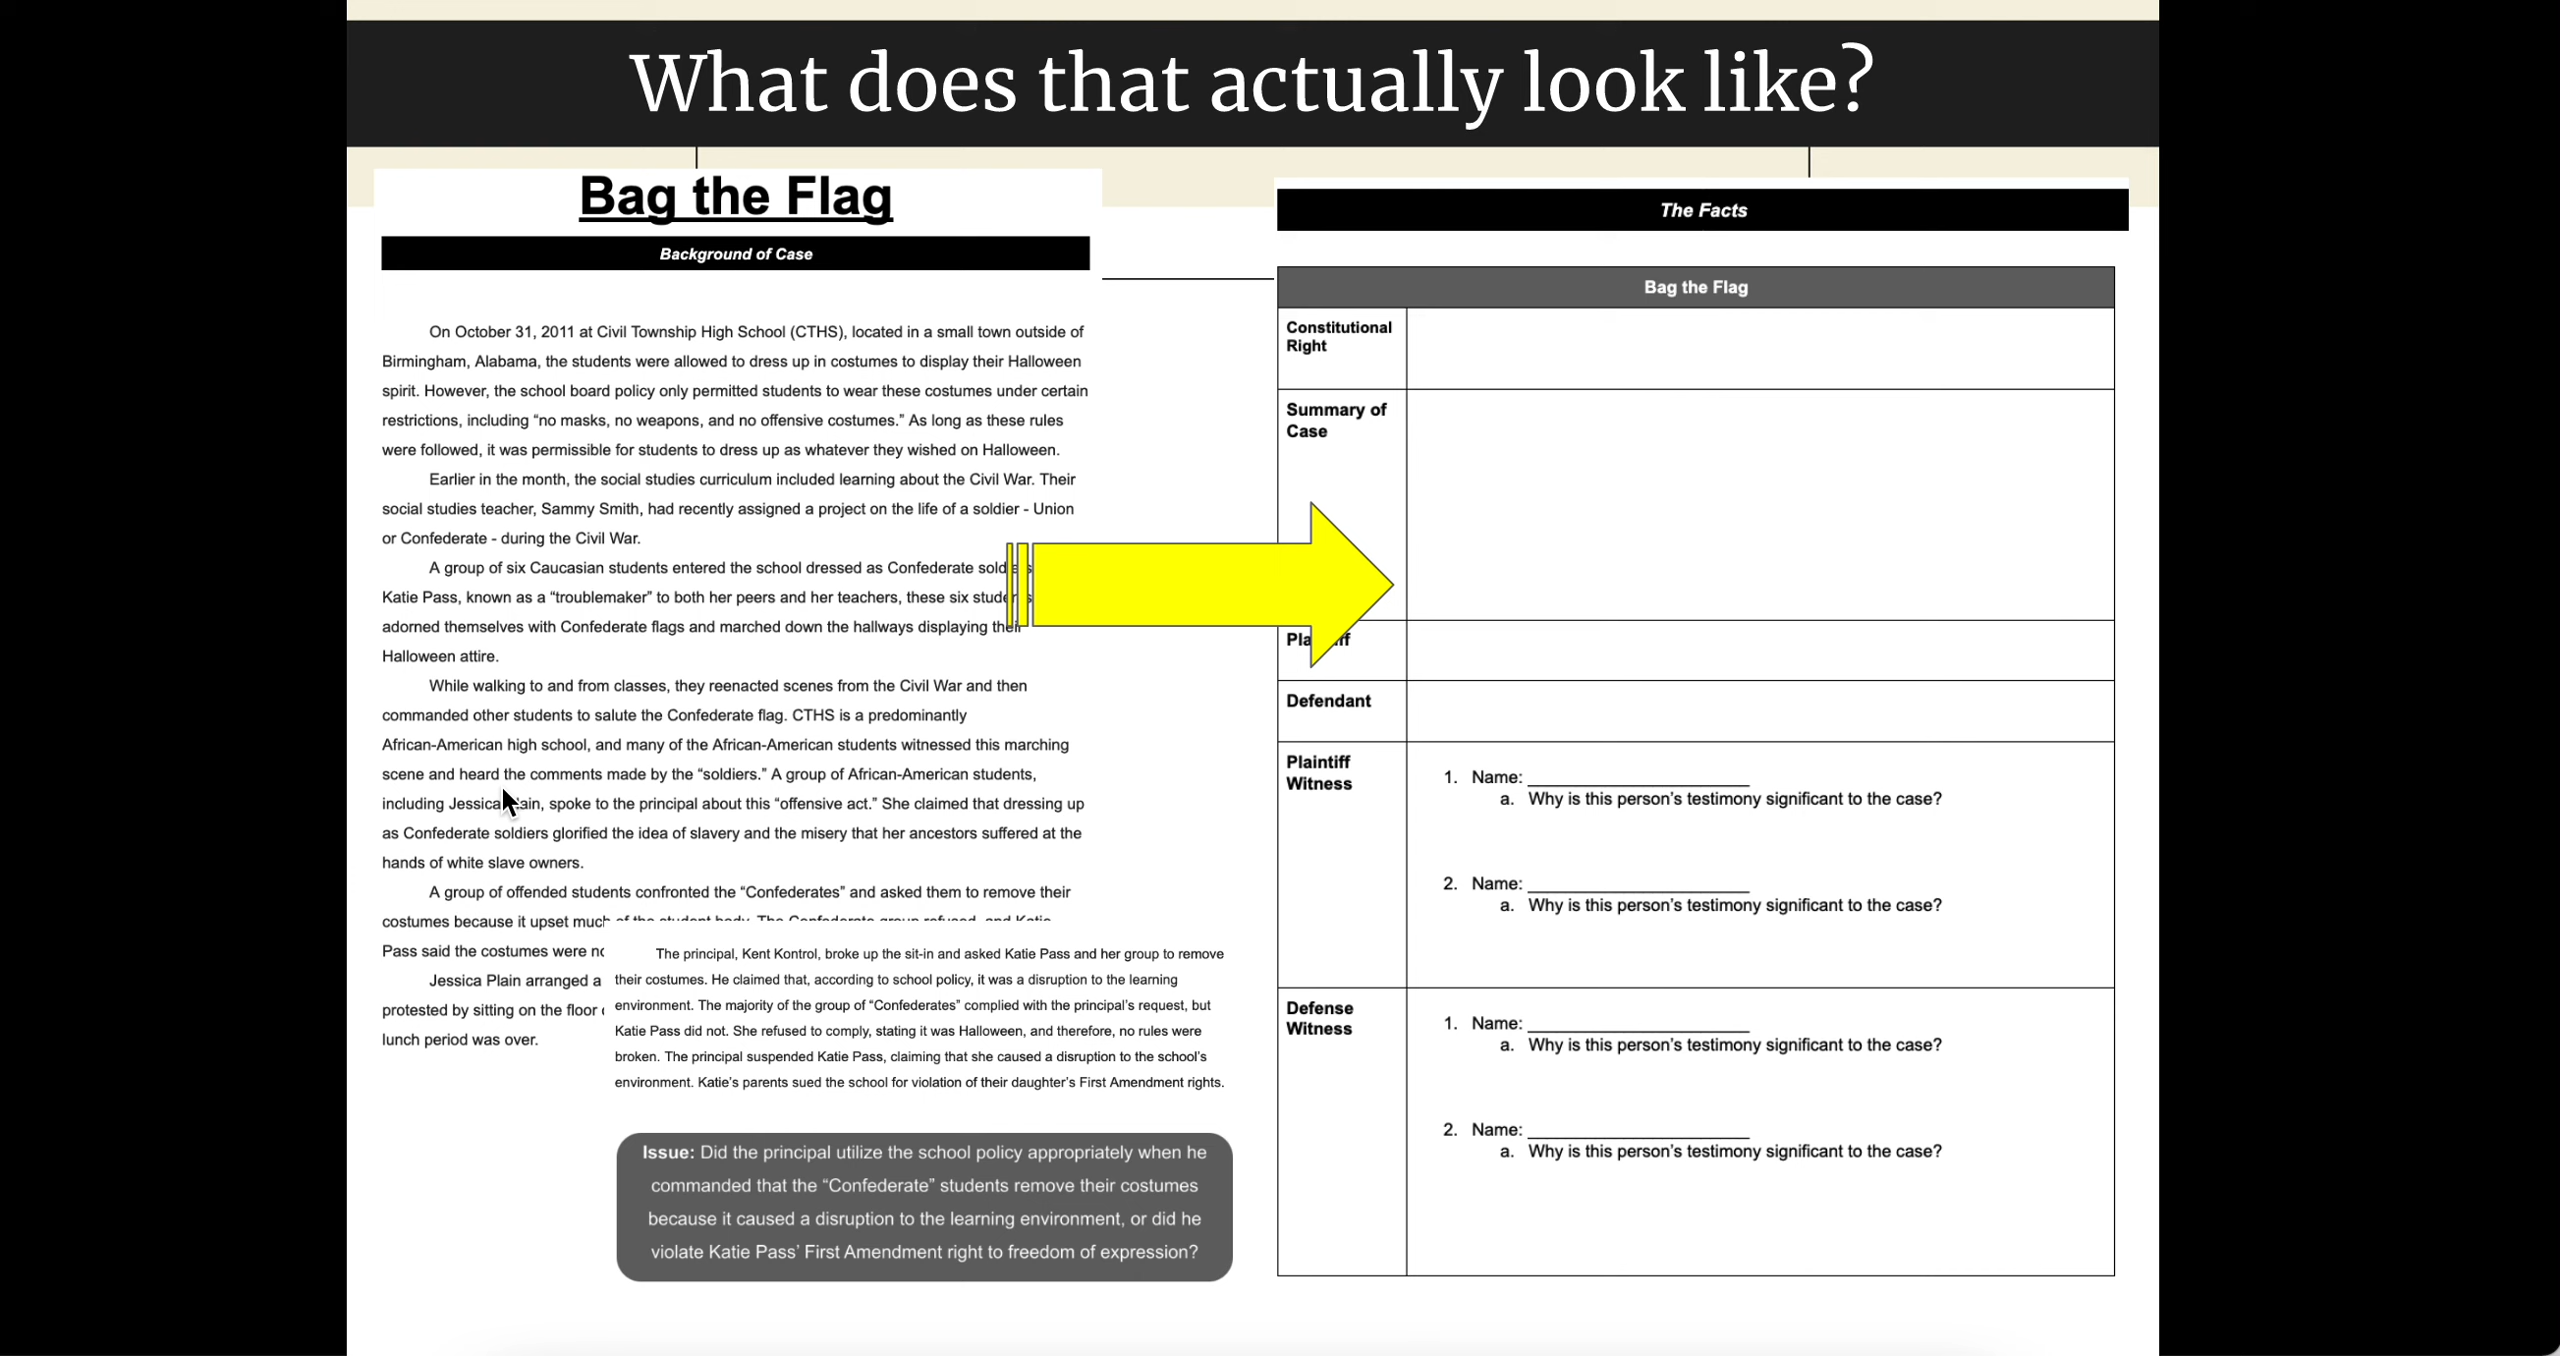 What does that actually look like?
Bag the Flag
Background of Case
On October 31, 2011 at Civil Township High School (CTHS), located in a small town outside of
Birmingham, Alabama, the students were allowed to dress up in costumes to display their Halloween
spirit. However, the school board policy only permitted students to wear these costumes under certain
restrictions, including “no masks, no weapons, and no offensive costumes.” As long as these rules
were followed, it was permissible for students to dress up as whatever they wished on Halloween.
Earlier in the month, the social studies curriculum included learning about the Civil War. Their
social studies teacher, Sammy Smith, had recently assigned a project on the life of a soldier - Union
or Confederate - during the Civil War.
A group of six Caucasian students entered the school dressed as Confederate soldiers
Katie Pass, known as a “troublemaker” to both her peers and her teachers, these six students
adorned themselves with Confederate flags and marched down the hallways displaying their
Halloween attire.
While walking to and from classes, they reenacted scenes from the Civil War and then
commanded other students to salute the Confederate flag. CTHS is a predominantly
African-American high school, and many of the African-American students witnessed this marching
scene and heard the comments made by the “soldiers.” A group of African-American students,
including Jessica Plain, spoke to the principal about this “offensive act.” She claimed that dressing up
as Confederate soldiers glorified the idea of slavery and the misery that her ancestors suffered at the
hands of white slave owners.
A group of offended students confronted the “Confederates” and asked them to remove their
costumes because it upset much of the student body. The Confederate group refused, and Katie
Pass said the costumes were
Jessica Plain arranged a
protested by sitting on the floor
lunch period was over.
The principal, Kent Kontrol, broke up the sit-in and asked Katie Pass and her group to remove
their costumes. He claimed that, according to school policy, it was a disruption to the learning
environment. The majority of the group of “Confederates” complied with the principal’s request, but
Katie Pass did not. She refused to comply, stating it was Halloween, and therefore, no rules were
broken. The principal suspended Katie Pass, claiming that she caused a disruption to the school’s
environment. Katie’s parents sued the school for violation of their daughter’s First Amendment rights.
Issue: Did the principal utilize the school policy appropriately when he
commanded that the “Confederate” students remove their costumes
because it caused a disruption to the learning environment, or did he
violate Katie Pass’ First Amendment right to freedom of expression?
The Facts
Bag the Flag
Constitutional
Right
Summary of
Case
Plaintiff
Defendant
Plaintiff
Witness
1. Name:
a. Why is this person’s testimony significant to the case?
2. Name:
a. Why is this person’s testimony significant to the case?
Defense
Witness
1. Name:
a. Why is this person’s testimony significant to the case?
2. Name:
a. Why is this person’s testimony significant to the case?